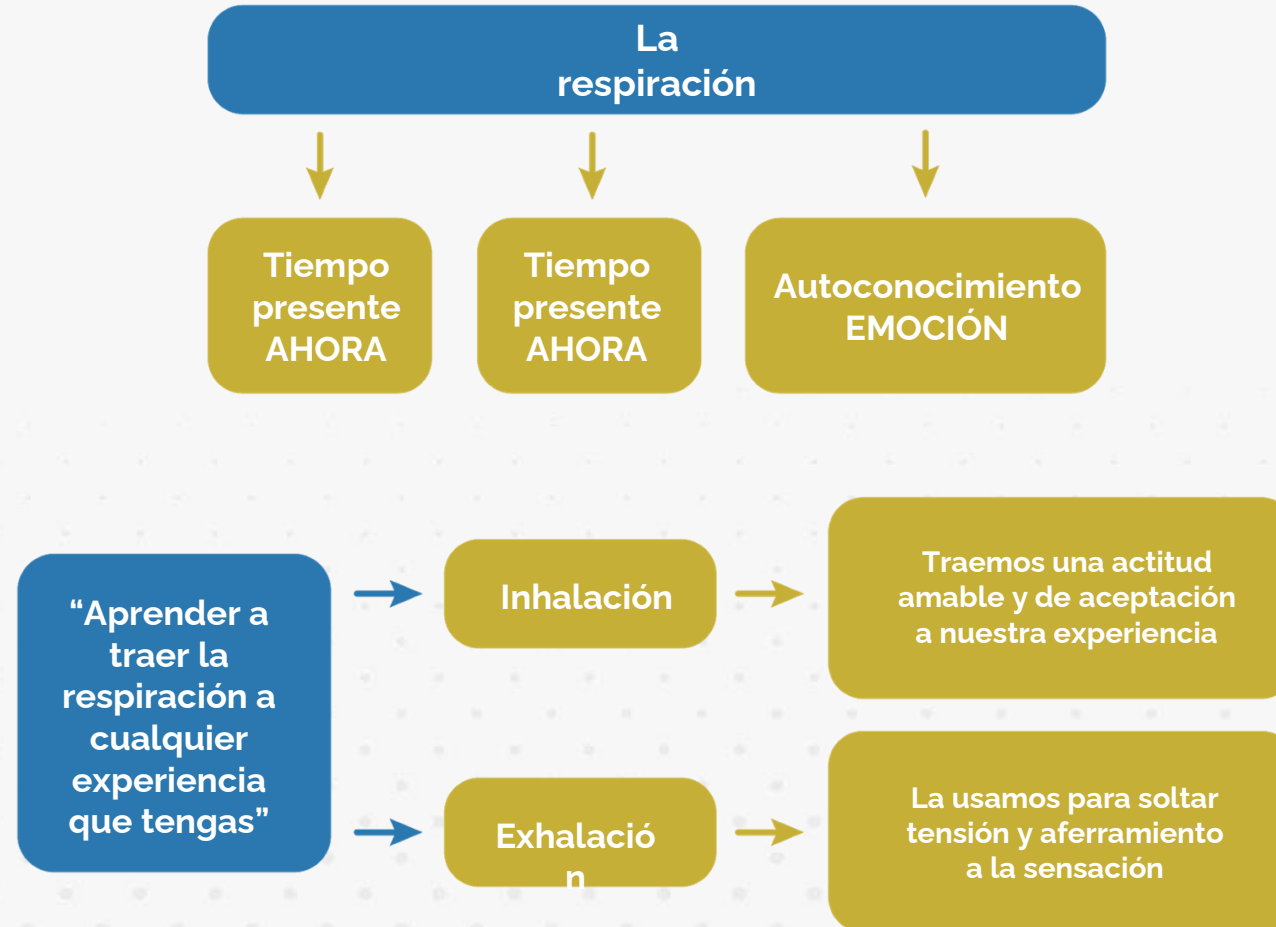 La
respiración
Tiempo
presente
AHORA
Tiempo
presente
AHORA
Autoconocimiento
EMOCIÓN
“Aprender a
traer la
respiración a
cualquier
experiencia
que tengas”
Inhalación
Traemos una actitud
amable y de aceptación
a nuestra experiencia
Exhalació
n
La usamos para soltar
tensión y aferramiento
a la sensación